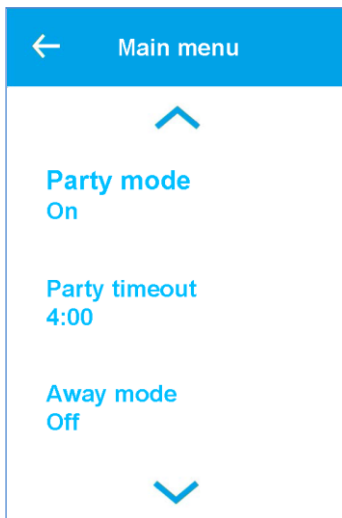 Main menu
Party mode
On
Party timeout
4:00
Away mode
Off